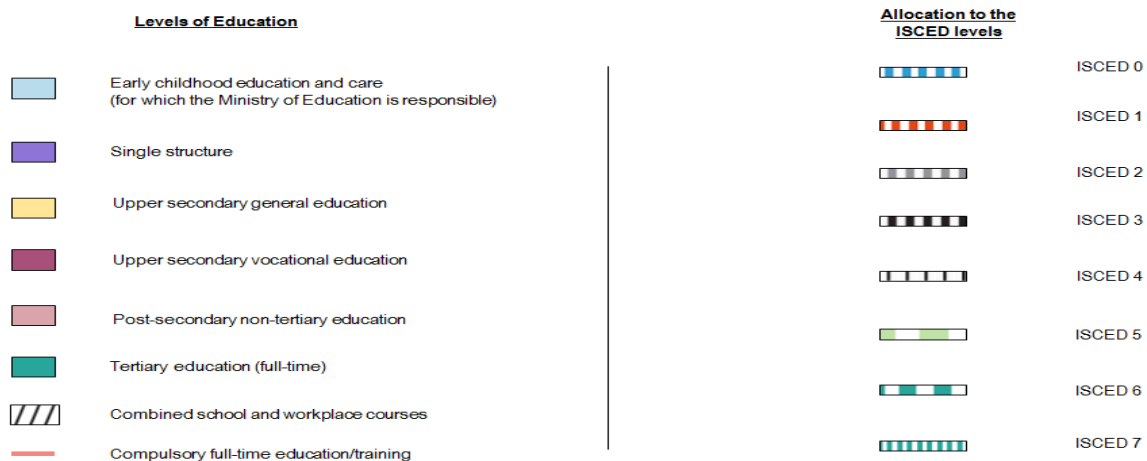 Levels of Education
Early childhood education and care
(for which the Ministry of Education is responsible)
Single structure
Upper secondary general education
Upper secondary vocational education
Post-secondary non-tertiary education
Tertiary education (full-time)
Combined school and workplace courses
Compulsory full-time education/training
Allocation to the
ISCED levels
ISCED 0
ISCED 1
ISCED 2
ISCED 3
ISCED 4
ISCED 5
ISCED 6
ISCED 7